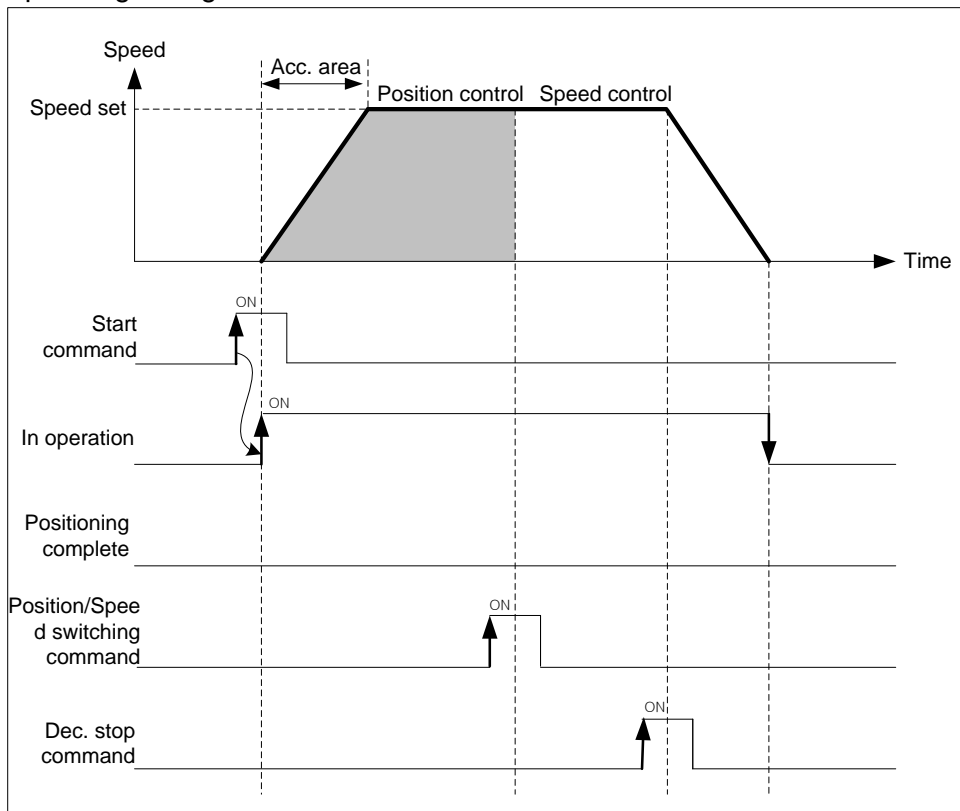 Speed
Acc. area
Speed set
Position control
Speed control
Time
ON
Start
command
ON
In operation
Positioning
complete
ON
Position/Spee
d switching
command
ON
Dec. stop
command